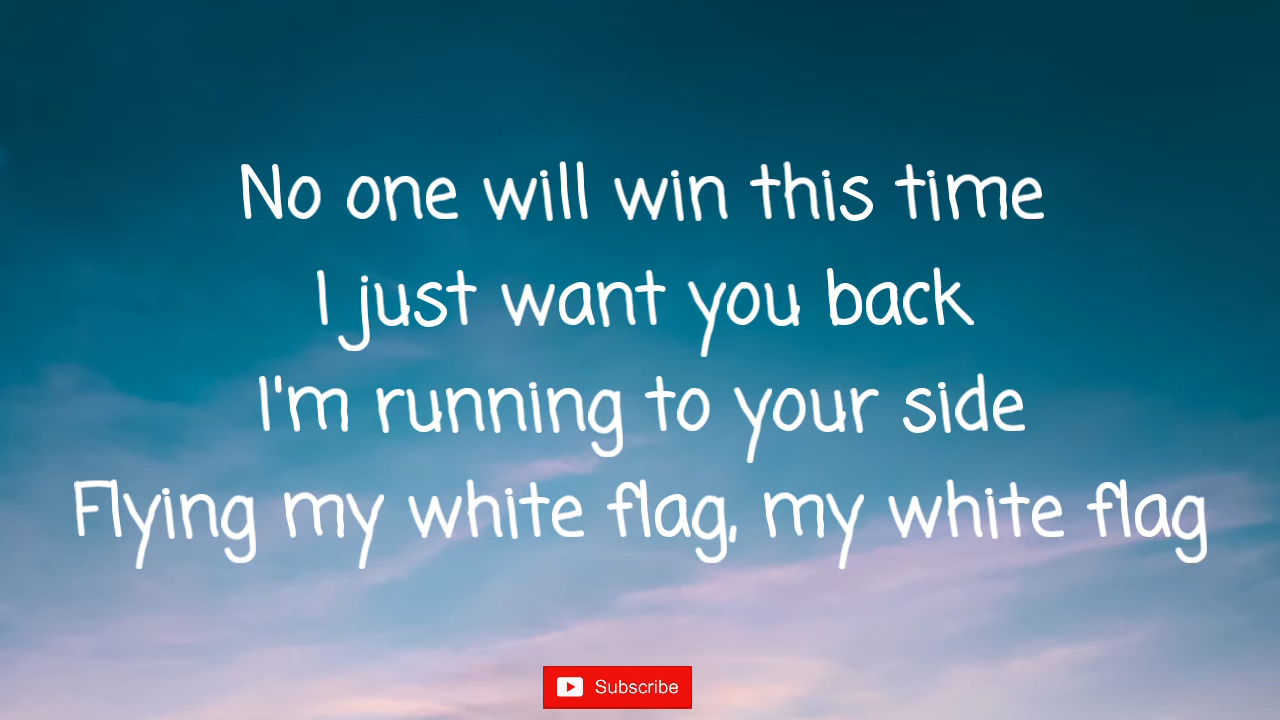 No one will win this time
I just want you back
I'm running to your side
Flying my white flag, my white flag
Subscribe